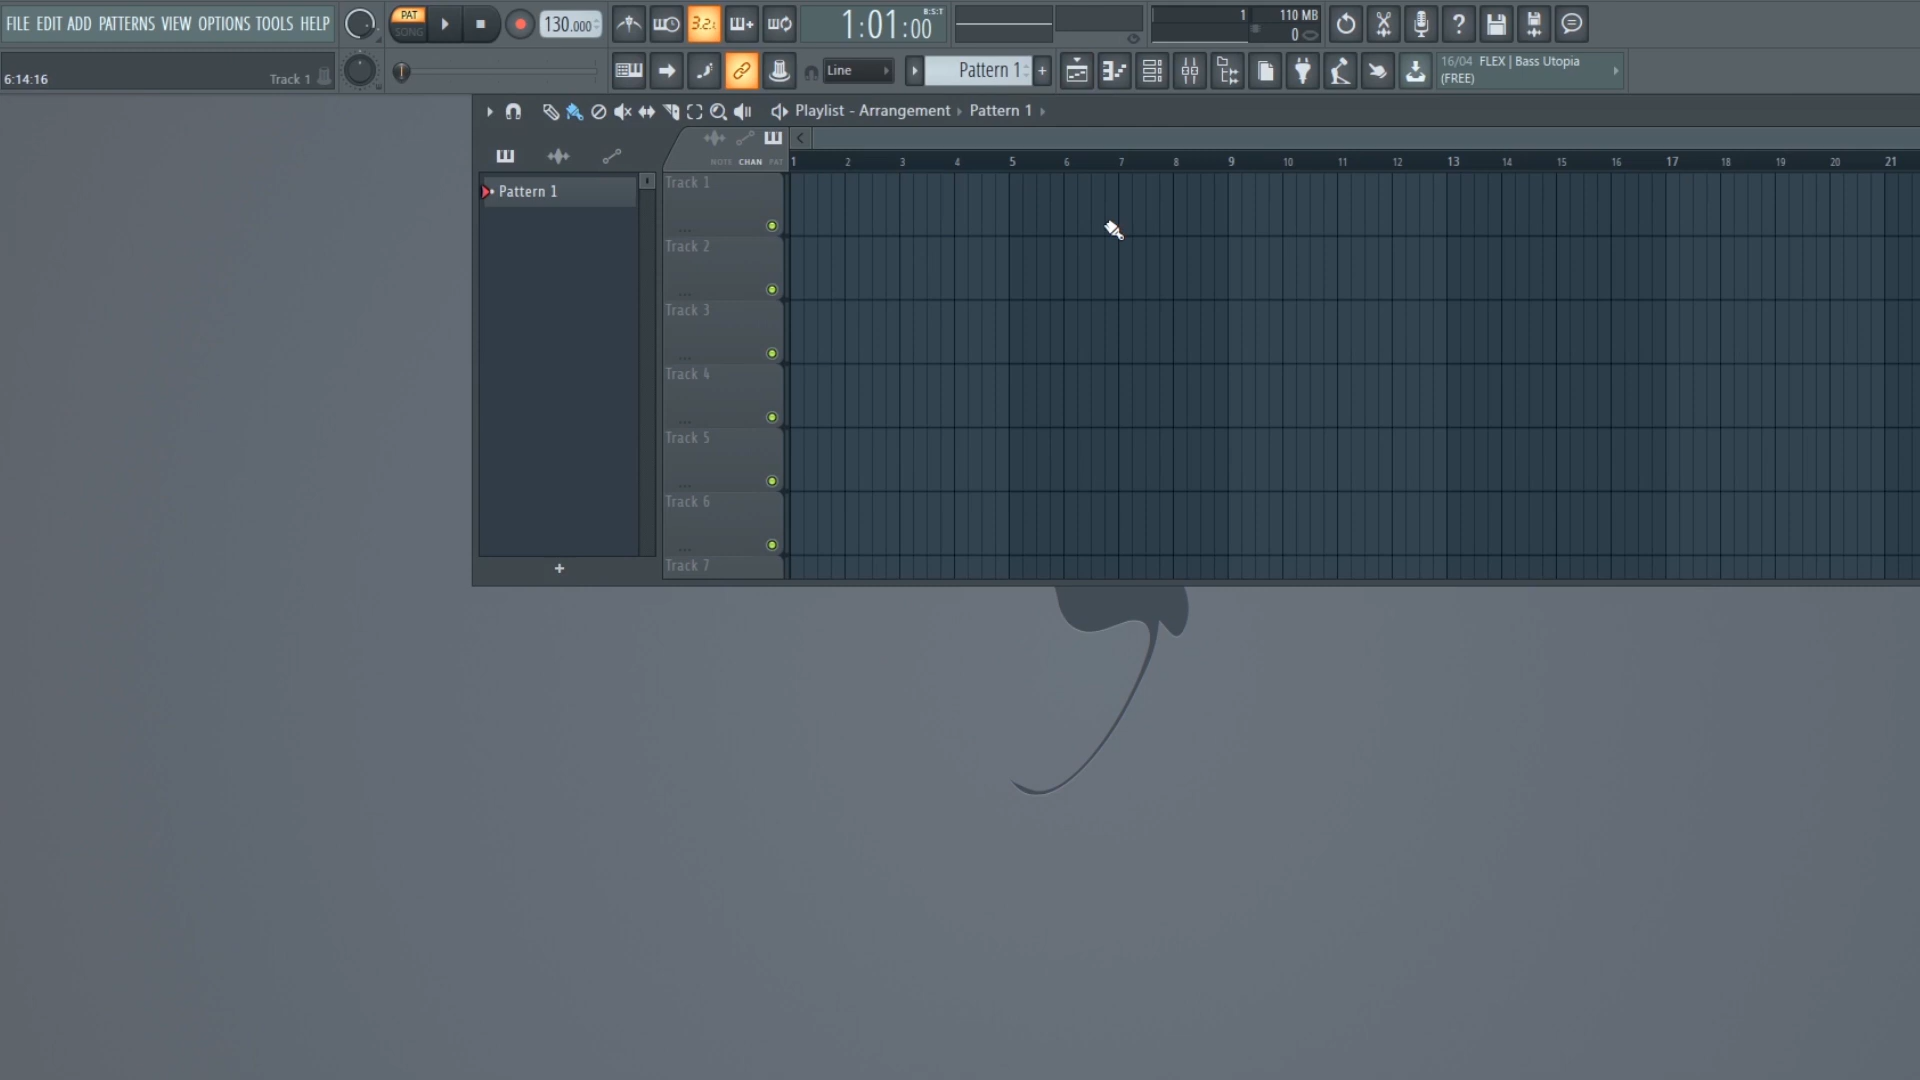 FILE EDIT ADD PATTERNS VIEW OPTIONS TOOLS HELP
PAT
SONG
130.000
3.2
1:01:00
B:S:T
1
110 MB
0
6:14:16
Track 1
Line
Pattern 1
+
16/04 FLEX | Bass Utopia
(FREE)
Playlist - Arrangement › Pattern 1 ›
NOTE CHAN PAT
1 2 3 4 5 6 7 8 9 10 11 12 13 14 15 16 17 18 19 20 21
Pattern 1
Track 1
Track 2
Track 3
Track 4
Track 5
Track 6
Track 7
+